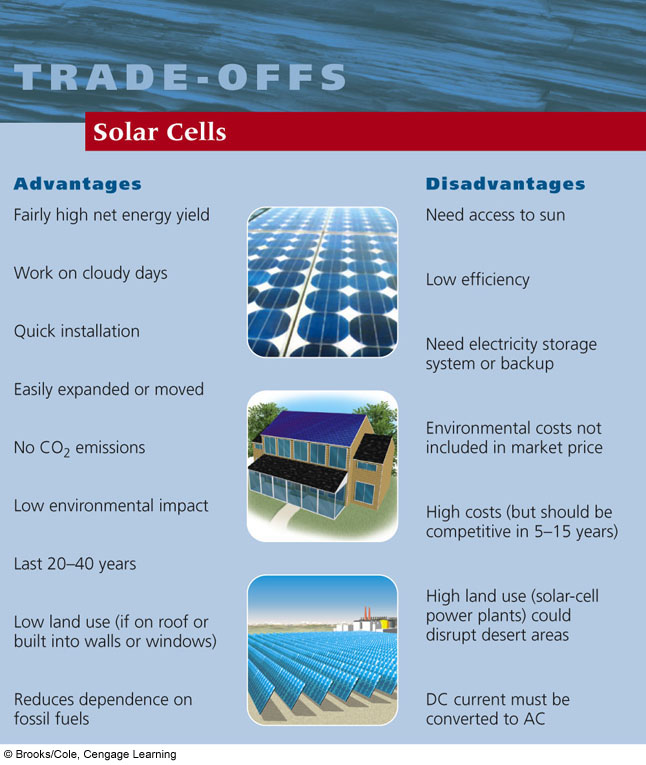 TRADE-OFFS
Solar Cells
Advantages
Fairly high net energy yield
Work on cloudy days
Quick installation
Easily expanded or moved
No CO₂ emissions
Low environmental impact
Last 20–40 years
Low land use (if on roof or
built into walls or windows)
Reduces dependence on
fossil fuels
Disadvantages
Need access to sun
Low efficiency
Need electricity storage
system or backup
Environmental costs not
included in market price
High costs (but should be
competitive in 5–15 years)
High land use (solar-cell
power plants) could
disrupt desert areas
DC current must be
converted to AC
© Brooks/Cole, Cengage Learning